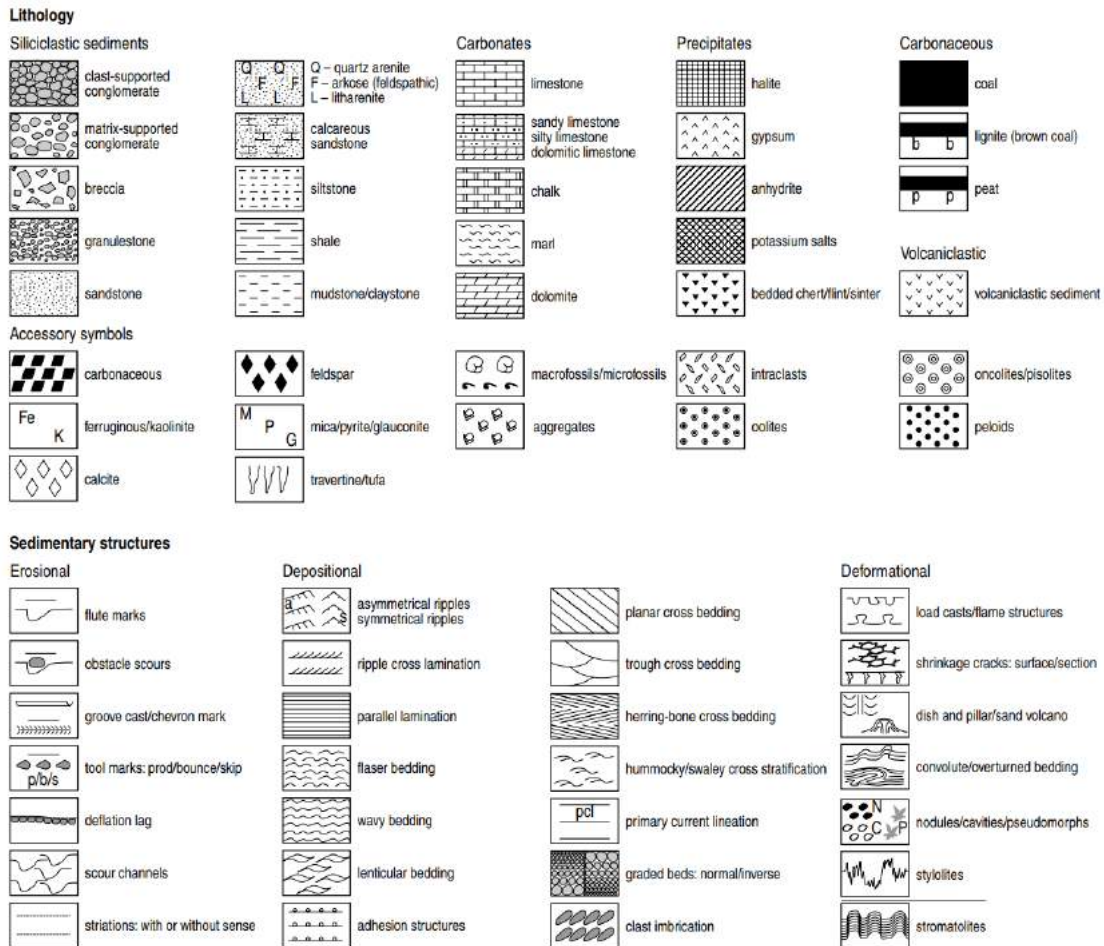 Lithology
Siliciclastic sediments
Carbonates
Precipitates
Carbonaceous
clast-supported
conglomerate
Q Q
F F
L L
Q – quartz arenite
F – arkose (feldspathic)
L – litharenite
limestone
halite
coal
matrix-supported
conglomerate
calcareous
sandstone
sandy limestone
silty limestone
dolomitic limestone
gypsum
b b
lignite (brown coal)
breccia
siltstone
chalk
anhydrite
p p
peat
granulestone
shale
marl
potassium salts
Volcaniclastic
sandstone
mudstone/claystone
dolomite
bedded chert/flint/sinter
volcaniclastic sediment
Accessory symbols
carbonaceous
feldspar
macrofossils/microfossils
intraclasts
oncolites/pisolites
Fe
K
ferruginous/kaolinite
M
P
G
mica/pyrite/glauconite
aggregates
oolites
peloids
calcite
travertine/tufa
Sedimentary structures
Erosional
Depositional
Deformational
flute marks
a
s
asymmetrical ripples
symmetrical ripples
planar cross bedding
load casts/flame structures
obstacle scours
ripple cross lamination
trough cross bedding
shrinkage cracks: surface/section
groove cast/chevron mark
parallel lamination
herring-bone cross bedding
dish and pillar/sand volcano
p/b/s
tool marks: prod/bounce/skip
flaser bedding
hummocky/swaley cross stratification
convolute/overturned bedding
deflation lag
wavy bedding
pcl
primary current lineation
N
C P
nodules/cavities/pseudomorphs
scour channels
lenticular bedding
graded beds: normal/inverse
stylolites
striations: with or without sense
adhesion structures
clast imbrication
stromatolites